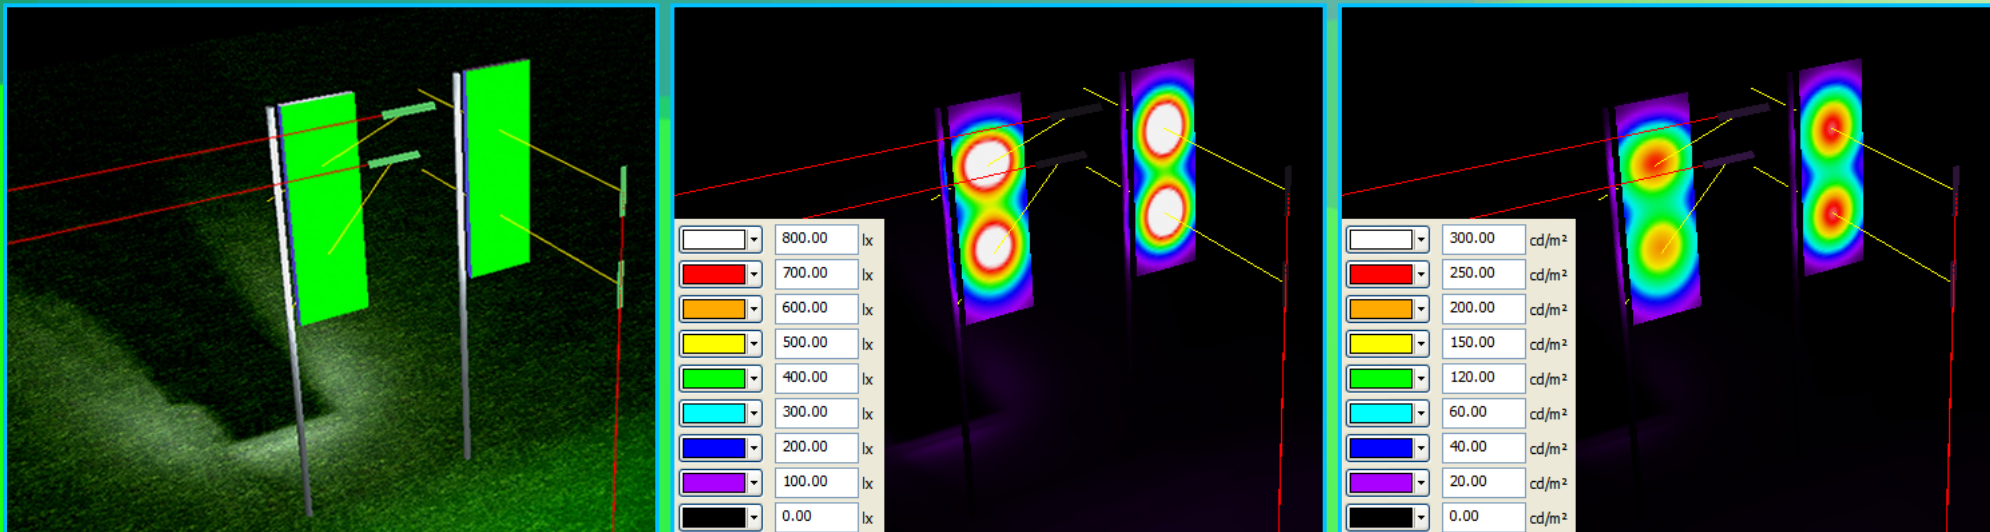 800.00 lx
700.00 lx
600.00 lx
500.00 lx
400.00 lx
300.00 lx
200.00 lx
100.00 lx
0.00 lx
300.00 cd/m²
250.00 cd/m²
200.00 cd/m²
150.00 cd/m²
120.00 cd/m²
60.00 cd/m²
40.00 cd/m²
20.00 cd/m²
0.00 cd/m²